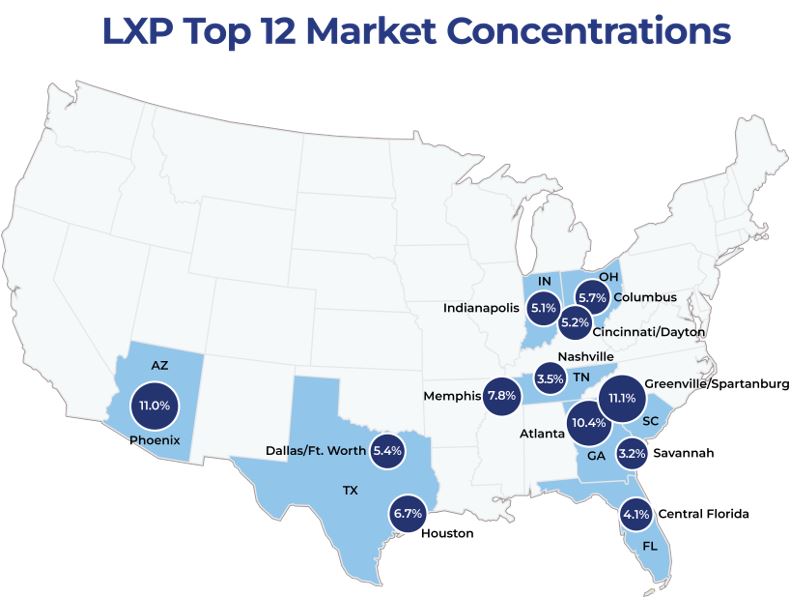 LXP Top 12 Market Concentrations
IN
OH
Indianapolis
5.1%
5.7%
Columbus
5.2%
Cincinnati/Dayton
Nashville
3.5%
TN
AZ
Memphis
7.8%
11.1%
Greenville/Spartanburg
11.0%
Phoenix
Atlanta
10.4%
SC
Dallas/Ft. Worth
5.4%
GA
3.2%
Savannah
TX
6.7%
Houston
4.1%
Central Florida
FL